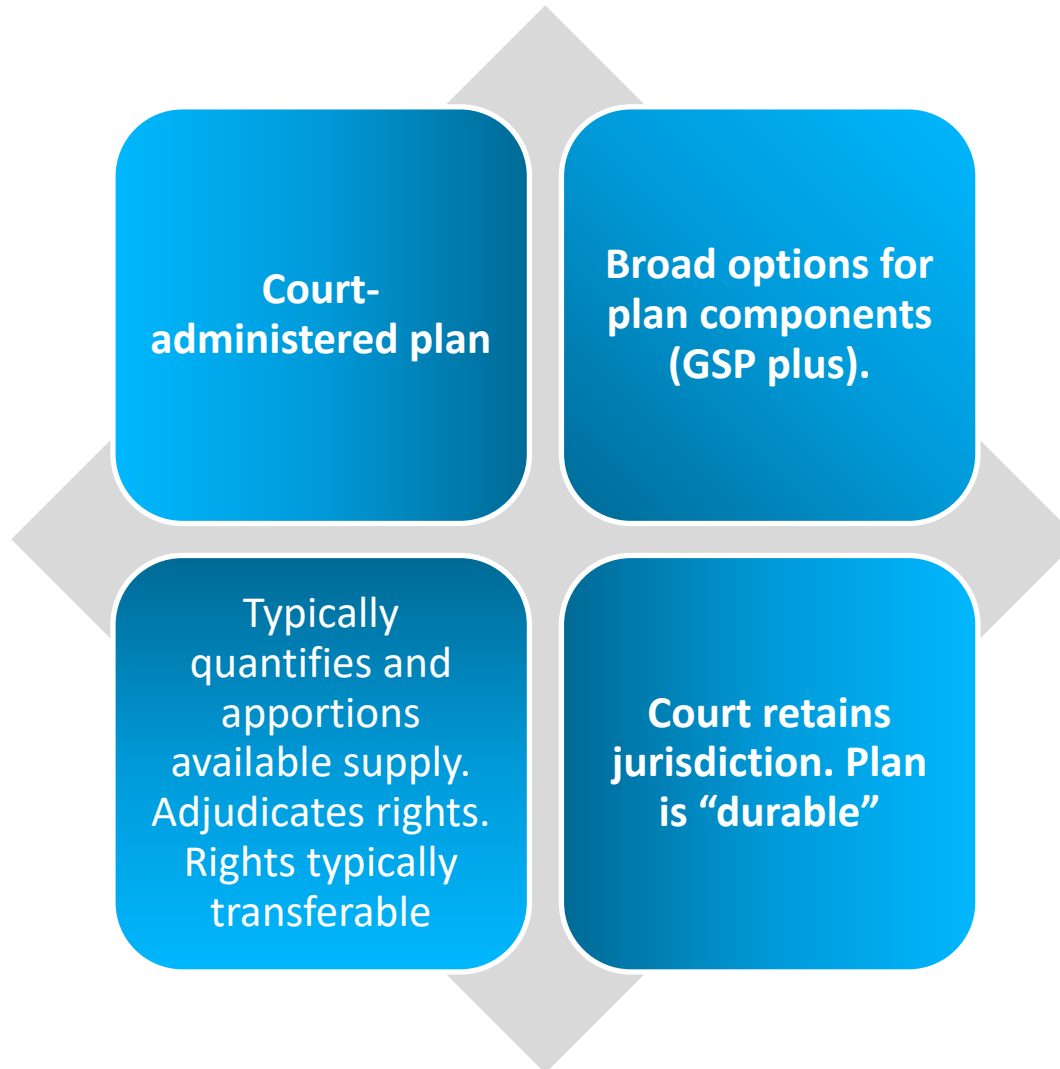 Court-
administered plan
Broad options for
plan components
(GSP plus).
Typically
quantifies and
apportions
available supply.
Adjudicates rights.
Rights typically
transferable
Court retains
jurisdiction. Plan
is “durable”